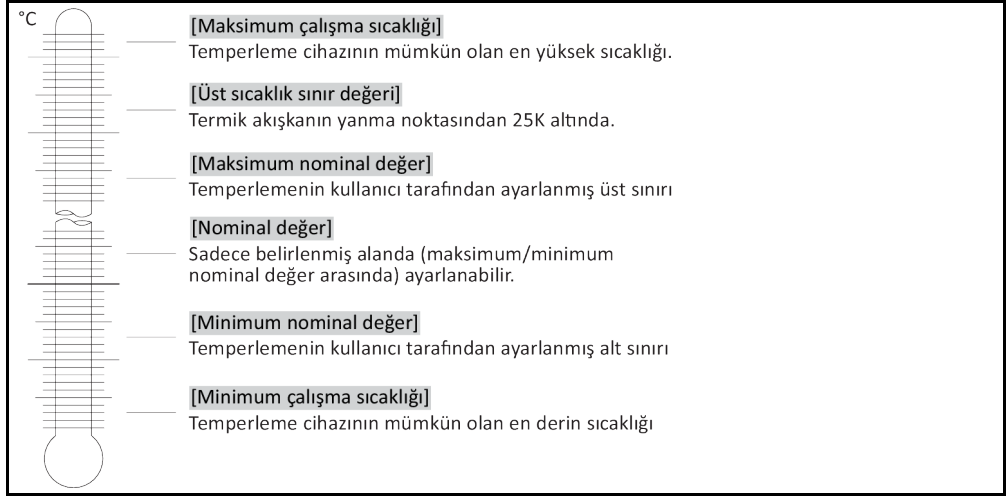 °C
[Maksimum çalışma sıcaklığı]
Temperleme cihazının mümkün olan en yüksek sıcaklığı.
[Üst sıcaklık sınır değeri]
Termik akışkanın yanma noktasından 25K altında.
[Maksimum nominal değer]
Temperlemenin kullanıcı tarafından ayarlanmış üst sınırı
[Nominal değer]
Sadece belirlenmiş alanda (maksimum/minimum
nominal değer arasında) ayarlanabilir.
[Minimum nominal değer]
Temperlemenin kullanıcı tarafından ayarlanmış alt sınırı
[Minimum çalışma sıcaklığı]
Temperleme cihazının mümkün olan en derin sıcaklığı